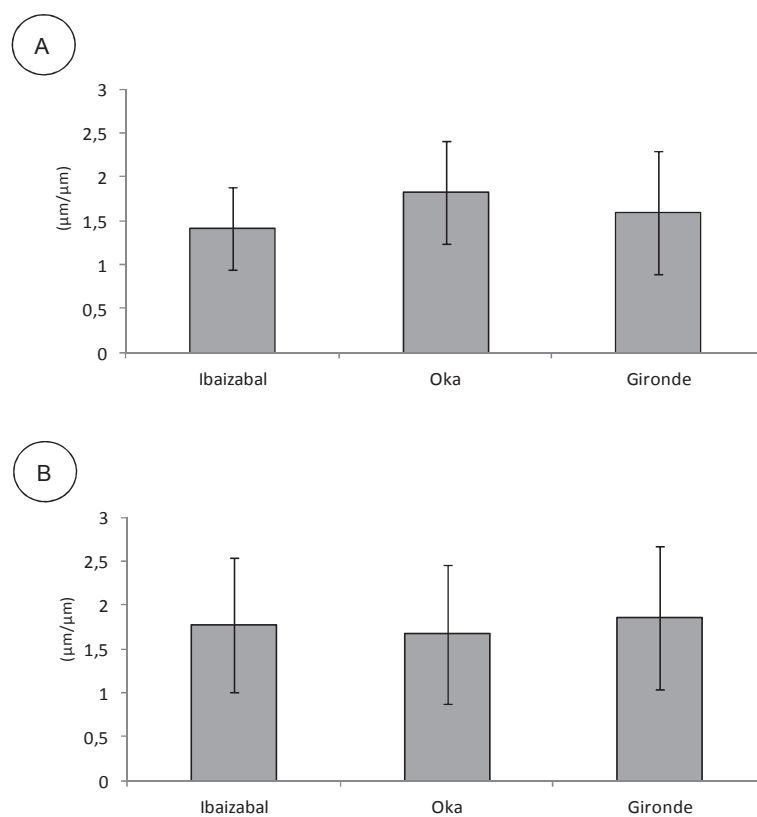 A
3
2,5
2
1,5
1
0,5
0
(μm/μm)
Ibaizabal Oka Gironde
B
3
2,5
2
1,5
1
0,5
0
(μm/μm)
Ibaizabal Oka Gironde